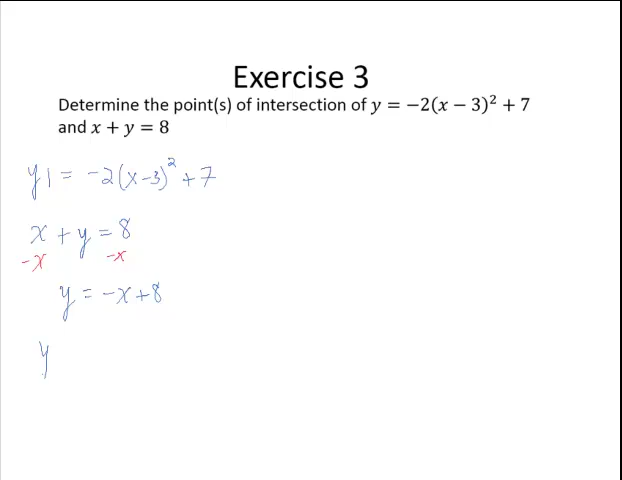 Exercise 3
Determine the point(s) of intersection of 𝑦 = −2(𝑥 − 3)² + 7
and 𝑥 + 𝑦 = 8
y1 = -2(x-3)² + 7
x + y = 8
-x -x
y = -x + 8
y